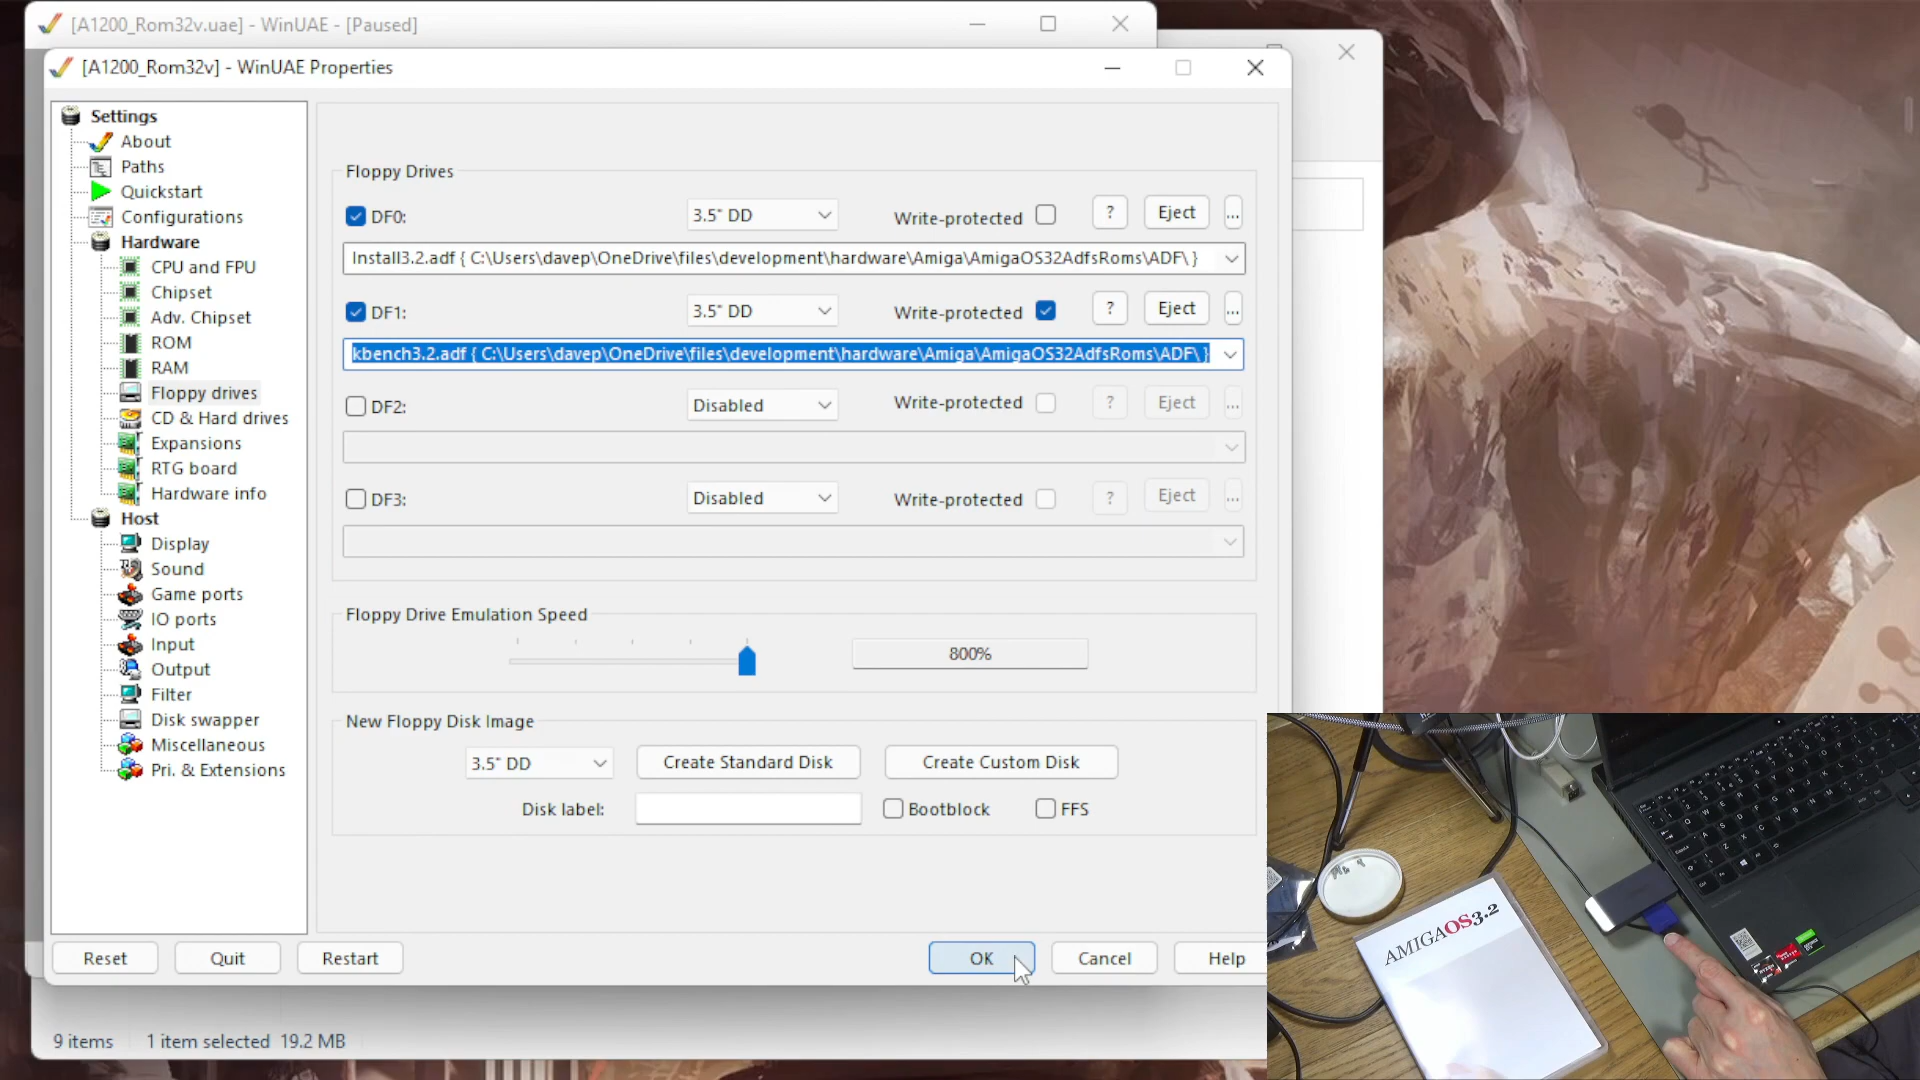 [A1200_Rom32v.uae] - WinUAE - [Paused]
[A1200_Rom32v] - WinUAE Properties
Settings
About
Paths
Quickstart
Configurations
Hardware
CPU and FPU
Chipset
Adv. Chipset
ROM
RAM
Floppy drives
CD & Hard drives
Expansions
RTG board
Hardware info
Host
Display
Sound
Game ports
IO ports
Input
Output
Filter
Disk swapper
Miscellaneous
Pri. & Extensions
Floppy Drives
DF0: 3.5" DD Write-protected ? Eject ...
Install3.2.adf { C:\Users\davep\OneDrive\files\development\hardware\Amiga\AmigaOS32AdfsRoms\ADF\ }
DF1: 3.5" DD Write-protected ? Eject ...
kbench3.2.adf { C:\Users\davep\OneDrive\files\development\hardware\Amiga\AmigaOS32AdfsRoms\ADF\ }
DF2: Disabled Write-protected ? Eject ...
DF3: Disabled Write-protected ? Eject ...
Floppy Drive Emulation Speed
800%
New Floppy Disk Image
3.5" DD Create Standard Disk Create Custom Disk
Disk label: Bootblock FFS
Reset Quit Restart OK Cancel Help
9 items 1 item selected 19.2 MB
AMIGAOS3.2